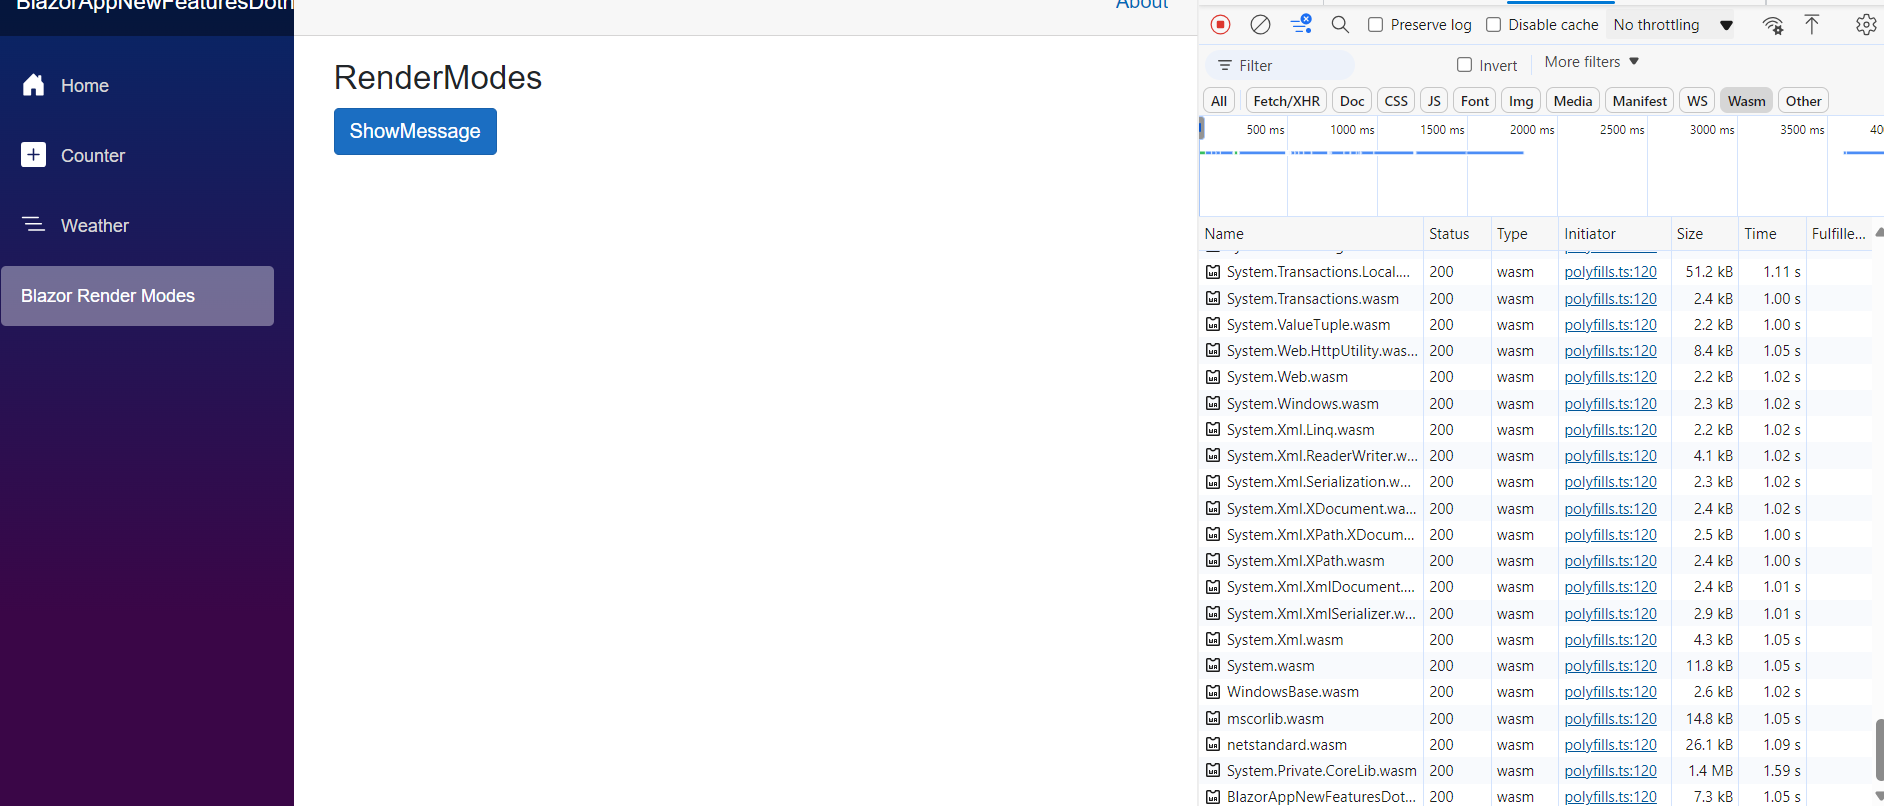 BlazorAppNewFeaturesDotn
Home
Counter
Weather
Blazor Render Modes
About
RenderModes
ShowMessage
Preserve log Disable cache No throttling
Filter Invert More filters
All Fetch/XHR Doc CSS JS Font Img Media Manifest WS Wasm Other
500 ms 1000 ms 1500 ms 2000 ms 2500 ms 3000 ms 3500 ms 40
Name Status Type Initiator Size Time Fulfille...
System.Transactions.Local.... 200 wasm polyfills.ts:120 51.2 kB 1.11 s
System.Transactions.wasm 200 wasm polyfills.ts:120 2.4 kB 1.00 s
System.ValueTuple.wasm 200 wasm polyfills.ts:120 2.2 kB 1.00 s
System.Web.HttpUtility.was... 200 wasm polyfills.ts:120 8.4 kB 1.05 s
System.Web.wasm 200 wasm polyfills.ts:120 2.2 kB 1.02 s
System.Windows.wasm 200 wasm polyfills.ts:120 2.3 kB 1.02 s
System.Xml.Linq.wasm 200 wasm polyfills.ts:120 2.2 kB 1.02 s
System.Xml.ReaderWriter.w... 200 wasm polyfills.ts:120 4.1 kB 1.02 s
System.Xml.Serialization.w... 200 wasm polyfills.ts:120 2.3 kB 1.02 s
System.Xml.XDocument.wa... 200 wasm polyfills.ts:120 2.4 kB 1.02 s
System.Xml.XPath.XDocum... 200 wasm polyfills.ts:120 2.5 kB 1.00 s
System.Xml.XPath.wasm 200 wasm polyfills.ts:120 2.4 kB 1.00 s
System.Xml.XmlDocument.... 200 wasm polyfills.ts:120 2.4 kB 1.01 s
System.Xml.XmlSerializer.w... 200 wasm polyfills.ts:120 2.9 kB 1.01 s
System.Xml.wasm 200 wasm polyfills.ts:120 4.3 kB 1.05 s
System.wasm 200 wasm polyfills.ts:120 11.8 kB 1.05 s
WindowsBase.wasm 200 wasm polyfills.ts:120 2.6 kB 1.02 s
mscorlib.wasm 200 wasm polyfills.ts:120 14.8 kB 1.05 s
netstandard.wasm 200 wasm polyfills.ts:120 26.1 kB 1.09 s
System.Private.CoreLib.wasm 200 wasm polyfills.ts:120 1.4 MB 1.59 s
BlazorAppNewFeaturesDot... 200 wasm polyfills.ts:120 7.3 kB 1.05 s